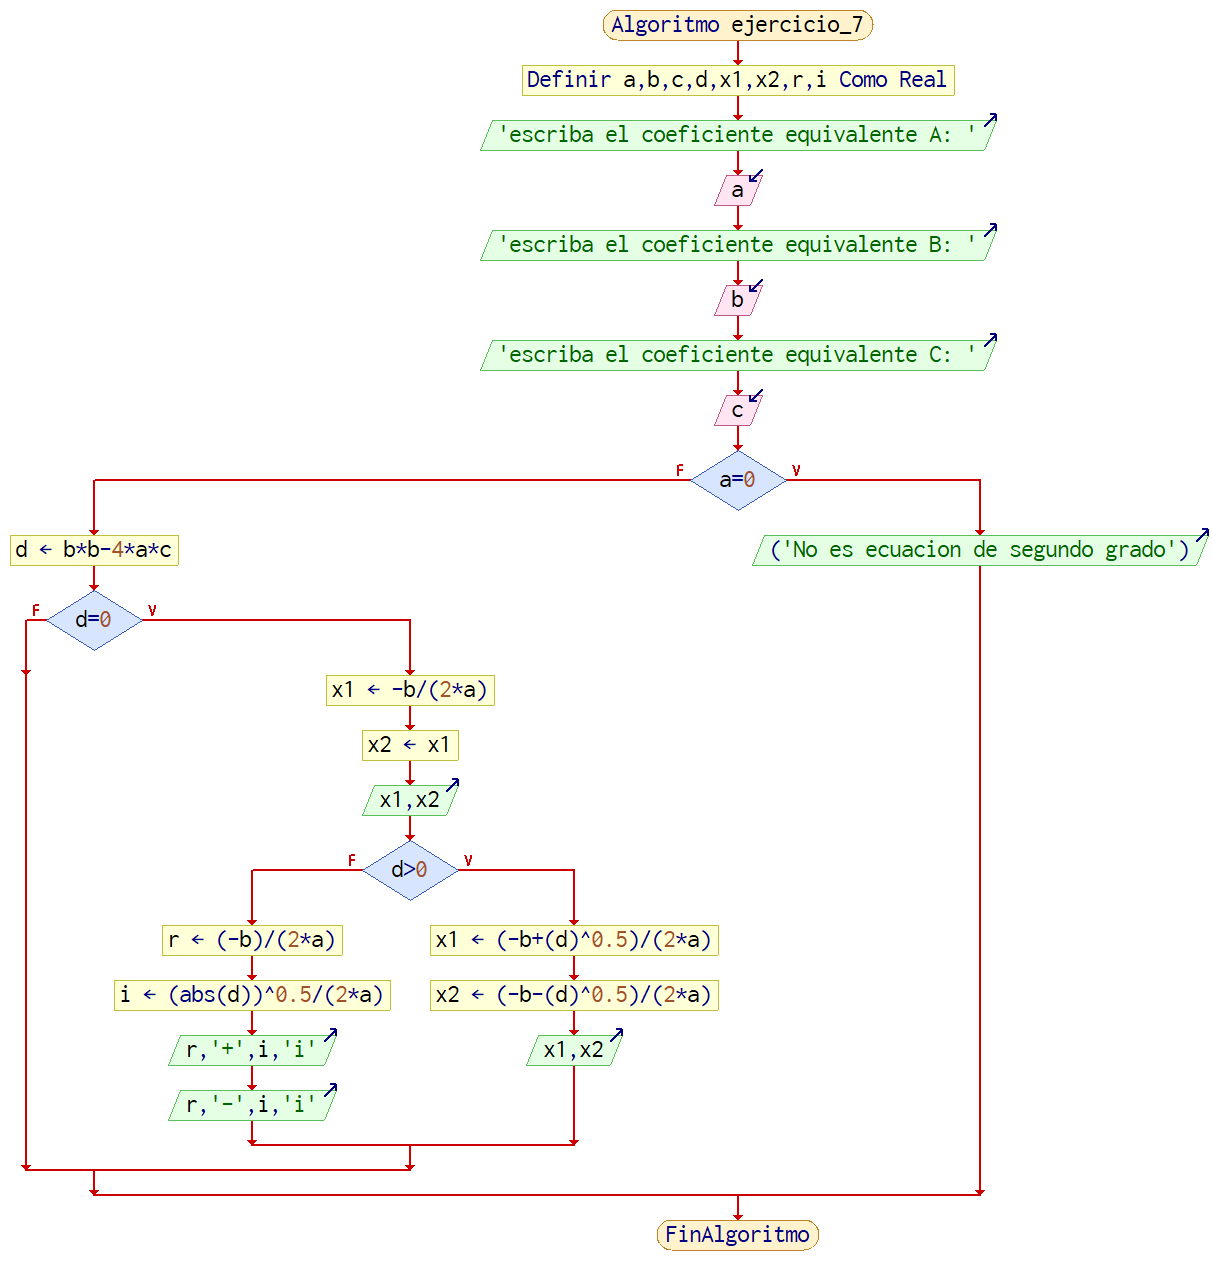 Algoritmo ejercicio_7
Definir a,b,c,d,x1,x2,r,i Como Real
'escriba el coeficiente equivalente A: '
a
'escriba el coeficiente equivalente B: '
b
'escriba el coeficiente equivalente C: '
c
F
a=0
V
d ← b*b-4*a*c
('No es ecuacion de segundo grado')
F
d=0
V
x1 ← -b/(2*a)
x2 ← x1
x1,x2
F
d>0
V
r ← (-b)/(2*a)
x1 ← (-b+(d)^0.5)/(2*a)
i ← (abs(d))^0.5/(2*a)
x2 ← (-b-(d)^0.5)/(2*a)
r,'+',i,'i'
x1,x2
r,'-',i,'i'
FinAlgoritmo